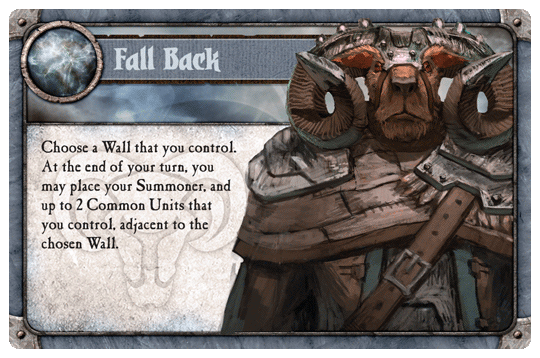 Fall Back
Choose a Wall that you control.
At the end of your turn, you
may place your Summoner, and
up to 2 Common Units that
you control, adjacent to the
chosen Wall.